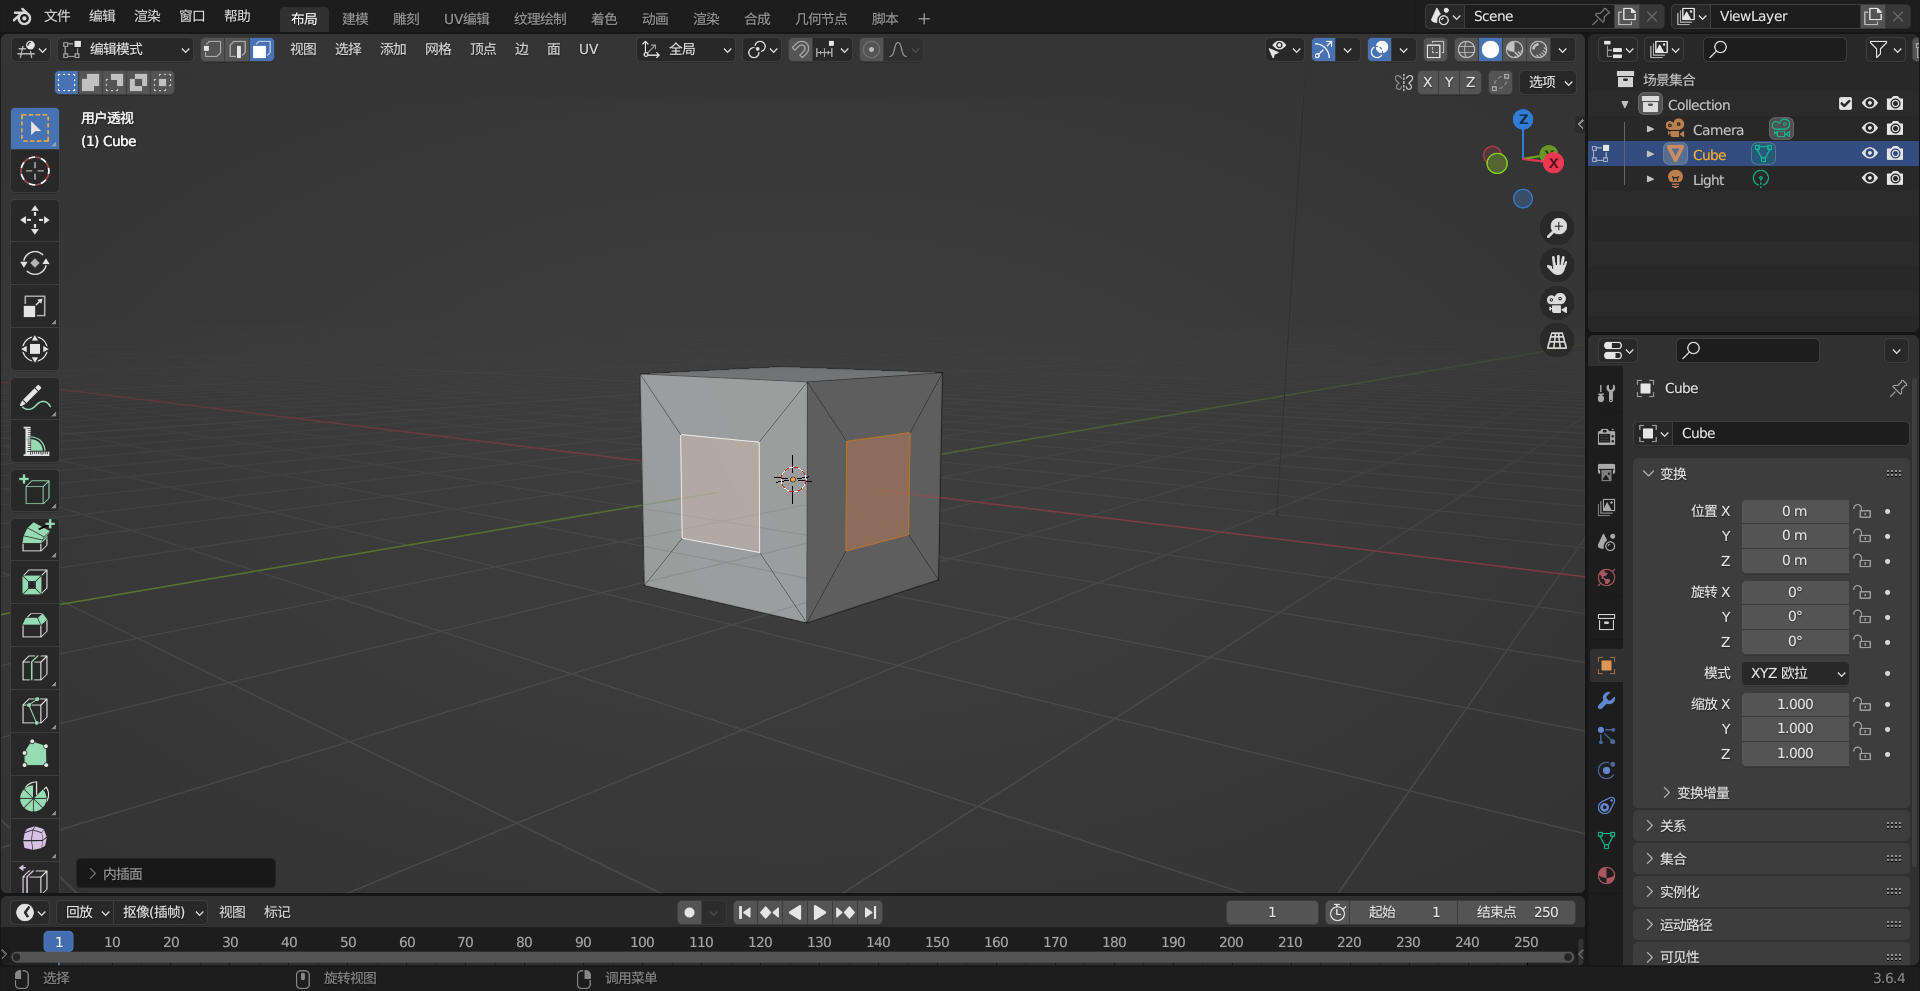 文件 编辑 渲染 窗口 帮助 布局 建模 雕刻 UV编辑 纹理绘制 着色 动画 渲染 合成 几何节点 脚本 + Scene ViewLayer
编辑模式 视图 选择 添加 网格 顶点 边 面 UV 全局
X Y Z 选项
用户透视
(1) Cube
Z
X
内插面
场景集合
Collection
Camera
Cube
Light
Cube
Cube
变换
位置 X 0 m
Y 0 m
Z 0 m
旋转 X 0°
Y 0°
Z 0°
模式 XYZ 欧拉
缩放 X 1.000
Y 1.000
Z 1.000
变换增量
关系
集合
实例化
运动路径
可见性
回放 抠像(插帧) 视图 标记 1 起始 1 结束点 250
1 10 20 30 40 50 60 70 80 90 100 110 120 130 140 150 160 170 180 190 200 210 220 230 240 250
选择 旋转视图 调用菜单 3.6.4